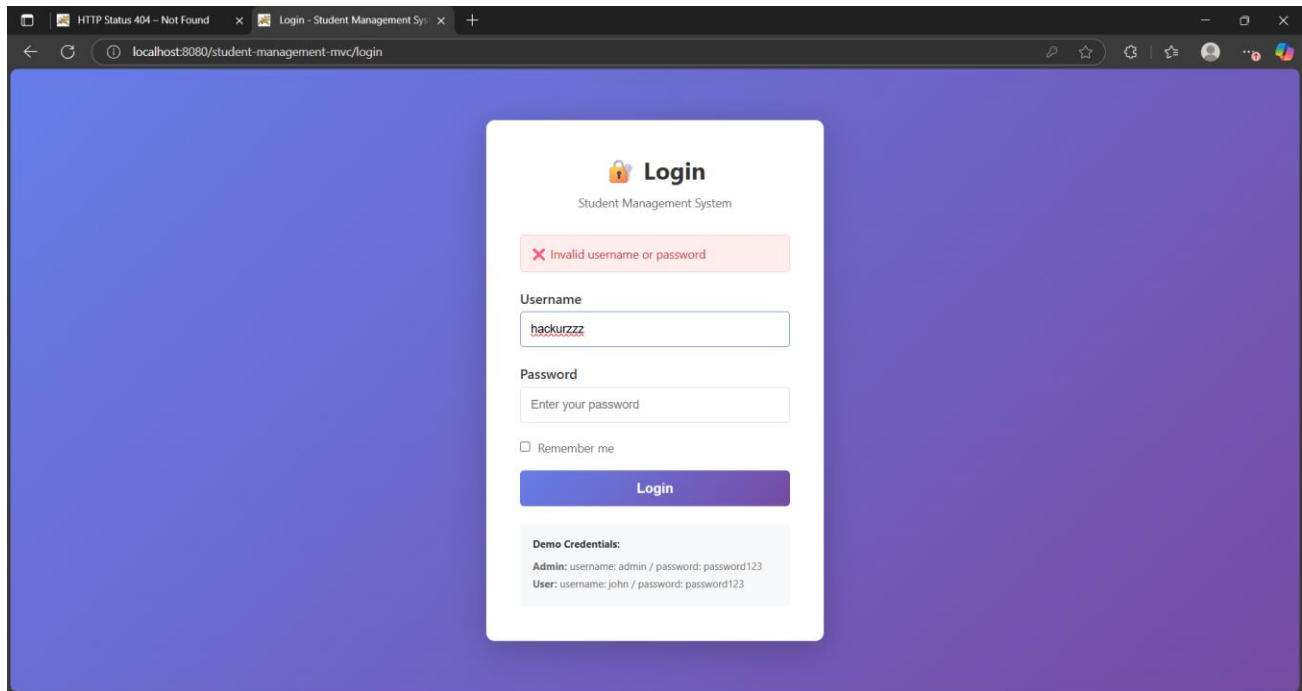 HTTP Status 404 – Not Found
Login - Student Management Sys
localhost:8080/student-management-mvc/login
Login
Student Management System
Invalid username or password
Username
hackurzzz
Password
Enter your password
Remember me
Login
Demo Credentials:
Admin: username: admin / password: password123
User: username: john / password: password123